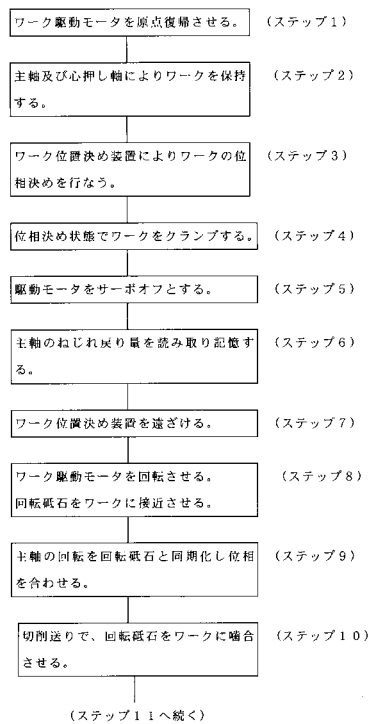 ワーク駆動モータを原点復帰させる。 (ステップ1)
主軸及び心押し軸によりワークを保持 (ステップ2)
する。
ワーク位置決め装置によりワークの位 (ステップ3)
相決めを行なう。
位相決め状態でワークをクランプする。 (ステップ4)
駆動モータをサーボオフとする。 (ステップ5)
主軸のねじれ戻り量を読み取り記憶す (ステップ6)
る。
ワーク位置決め装置を遠ざける。 (ステップ7)
ワーク駆動モータを回転させる。 (ステップ8)
回転砥石をワークに接近させる。
主軸の回転を回転砥石と同期化し位相 (ステップ9)
を合わせる。
切削送りで、回転砥石をワークに噛合 (ステップ10)
させる。
(ステップ11へ続く)